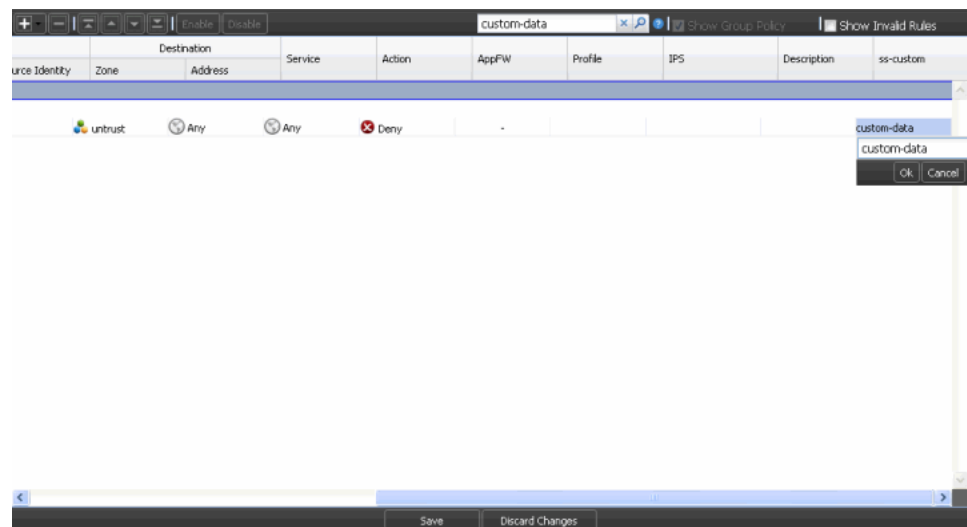 Enable Disable custom-data Show Group Policy Show Invalid Rules
Destination
urce Identity Zone Address Service Action AppFW Profile IPS Description ss-custom
untrust Any Any Deny - custom-data
custom-data
Ok Cancel
Save Discard Changes